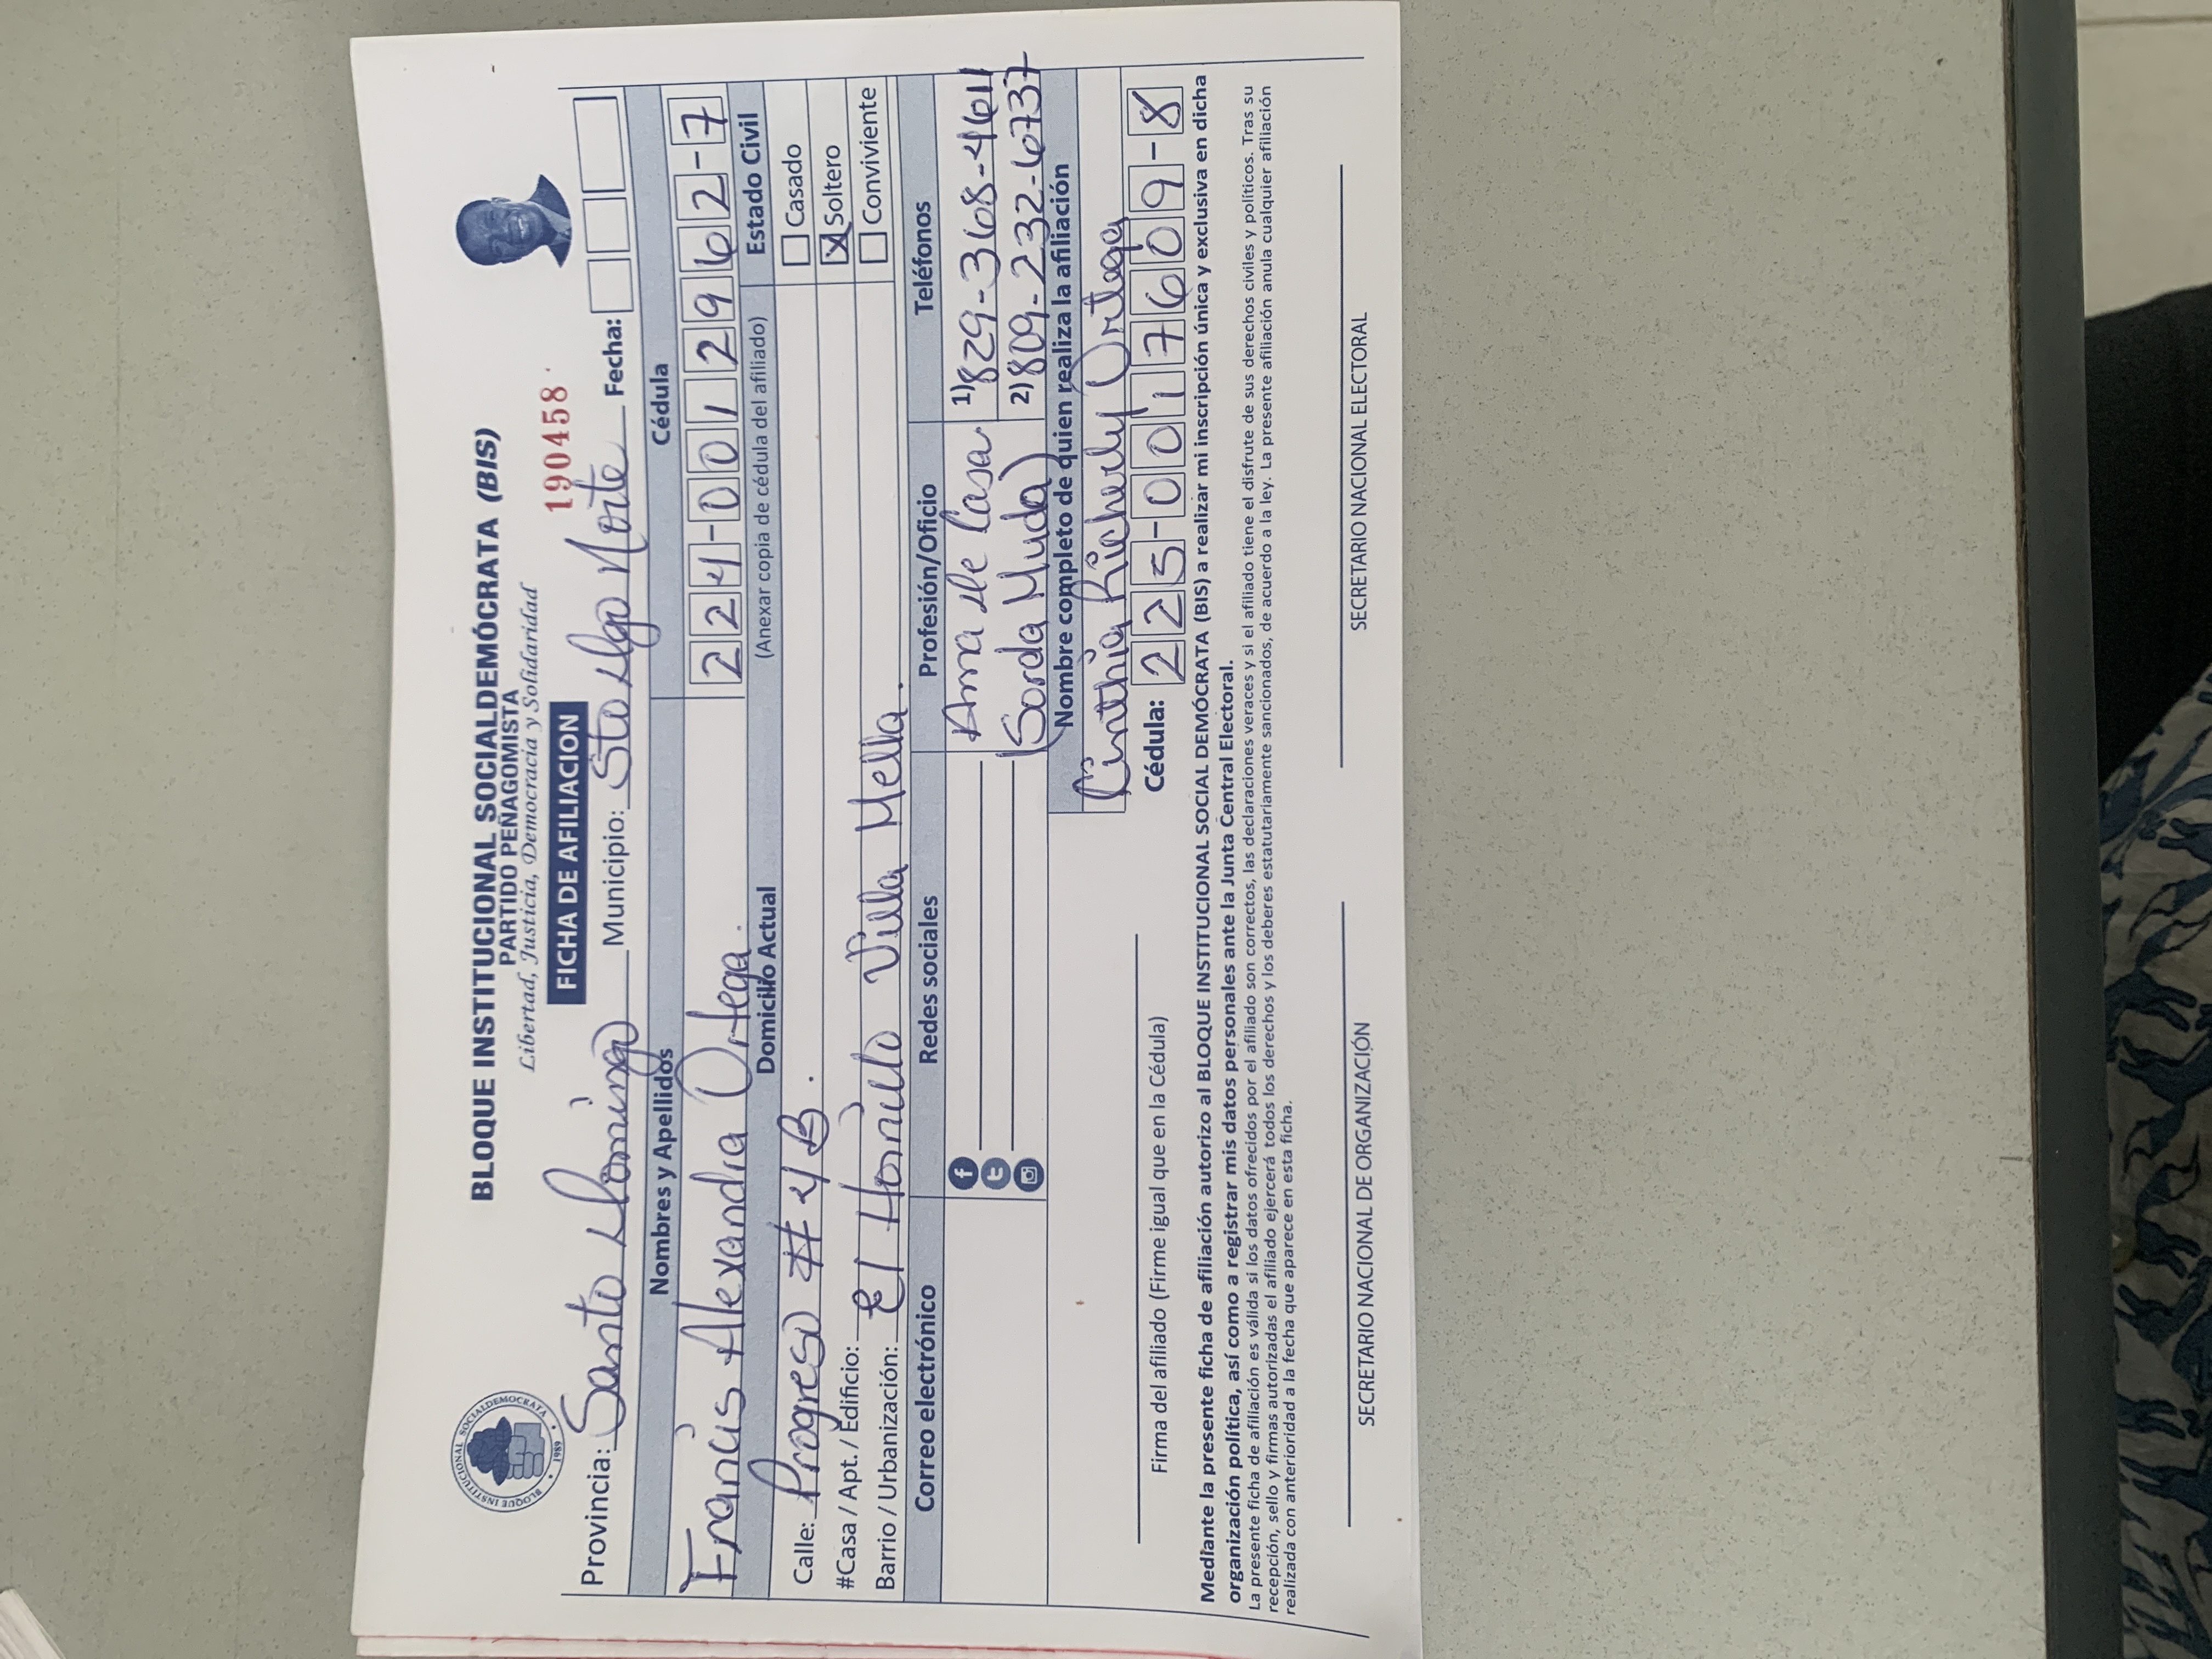 BLOQUE INSTITUCIONAL SOCIALDEMÓCRATA (BIS)
PARTIDO PEÑAGOMISTA
Libertad, Justicia, Democracia y Solidaridad
BLOQUE INSTITUCIONAL SOCIALDEMOCRATA 1989
FICHA DE AFILIACION 190458
Provincia: Santo Domingo Municipio: Sto Dgo Norte Fecha:
Nombres y Apellidos Cédula
Francis Alexandra Ortega. 224-0012962-7
(Anexar copia de cédula del afiliado)
Domicilio Actual Estado Civil
Calle: Progreso # 4 B. Casado
#Casa / Apt. / Edificio: X Soltero
Barrio / Urbanización: El Horuelo Villa Mella. Conviviente
Correo electrónico Redes sociales Profesión/Oficio Teléfonos
Ama de Casa. 1) 829-368-4611
(Sorda Muda) 2) 809-232-6737
Nombre completo de quien realiza la afiliación
Cinthia Richerly Ortega
Cédula: 225-0017609-8
Firma del afiliado (Firme igual que en la Cédula)
Mediante la presente ficha de afiliación autorizo al BLOQUE INSTITUCIONAL SOCIAL DEMÓCRATA (BIS) a realizar mi inscripción única y exclusiva en dicha
organización política, así como a registrar mis datos personales ante la Junta Central Electoral.
La presente ficha de afiliación es válida si los datos ofrecidos por el afiliado son correctos, las declaraciones veraces y si el afiliado tiene el disfrute de sus derechos civiles y políticos. Tras su
recepción, sello y firmas autorizadas el afiliado ejercerá todos los derechos y los deberes estatutariamente sancionados, de acuerdo a la ley. La presente afiliación anula cualquier afiliación
realizada con anterioridad a la fecha que aparece en esta ficha.
SECRETARIO NACIONAL DE ORGANIZACIÓN SECRETARIO NACIONAL ELECTORAL